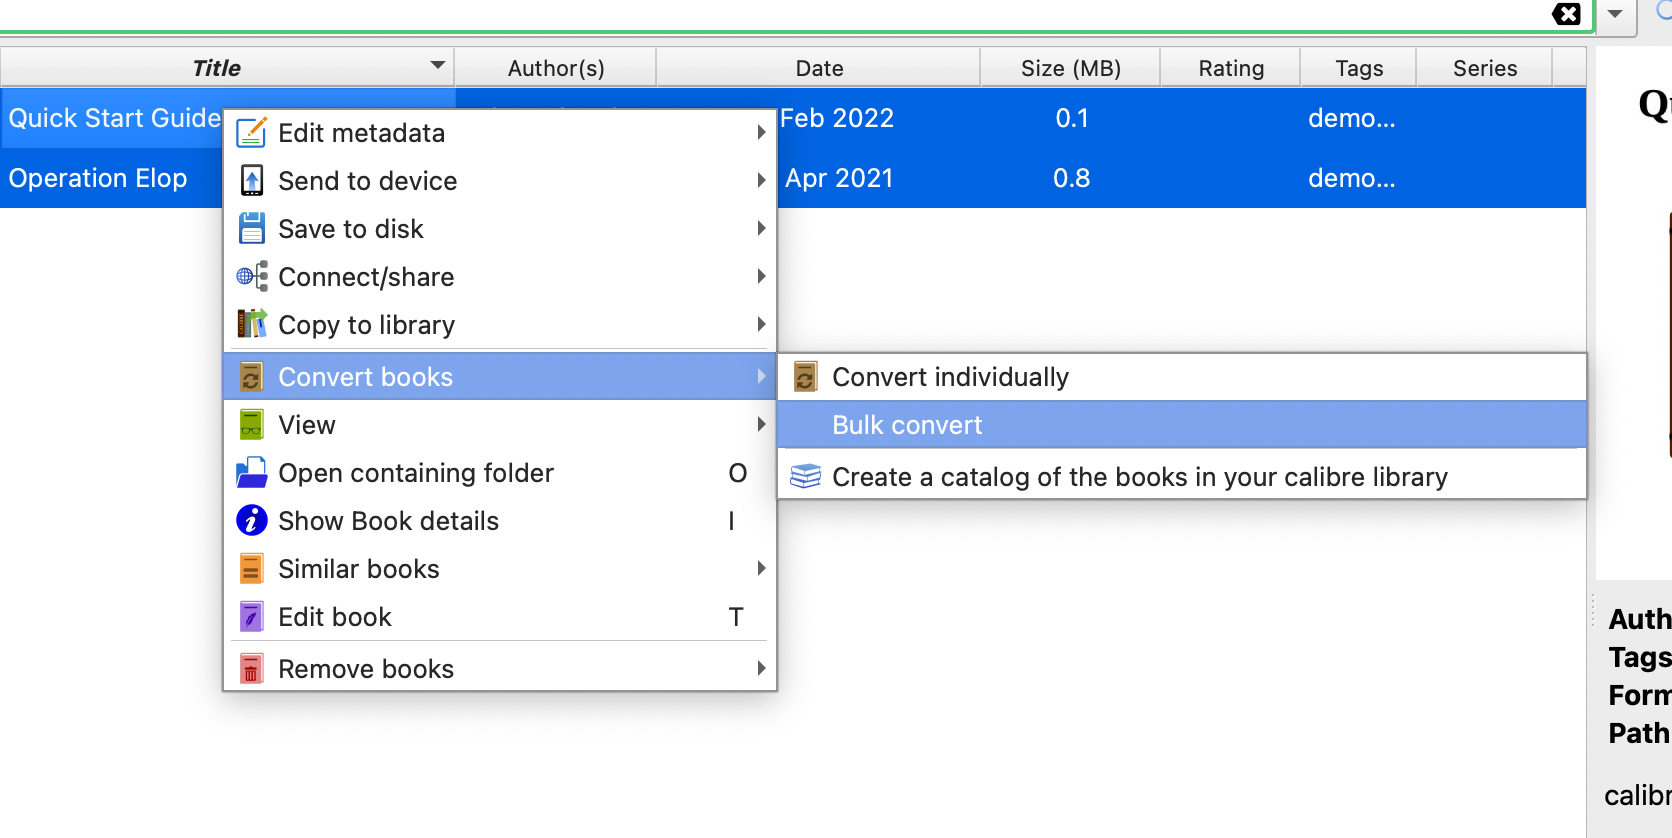 Title Author(s) Date Size (MB) Rating Tags Series
Quick Start Guide Feb 2022 0.1 demo...
Operation Elop Apr 2021 0.8 demo...
Edit metadata
Send to device
Save to disk
Connect/share
Copy to library
Convert books
View
Open containing folder O
Show Book details I
Similar books
Edit book T
Remove books
Convert individually
Bulk convert
Create a catalog of the books in your calibre library
Auth
Tags
Form
Path
calibr